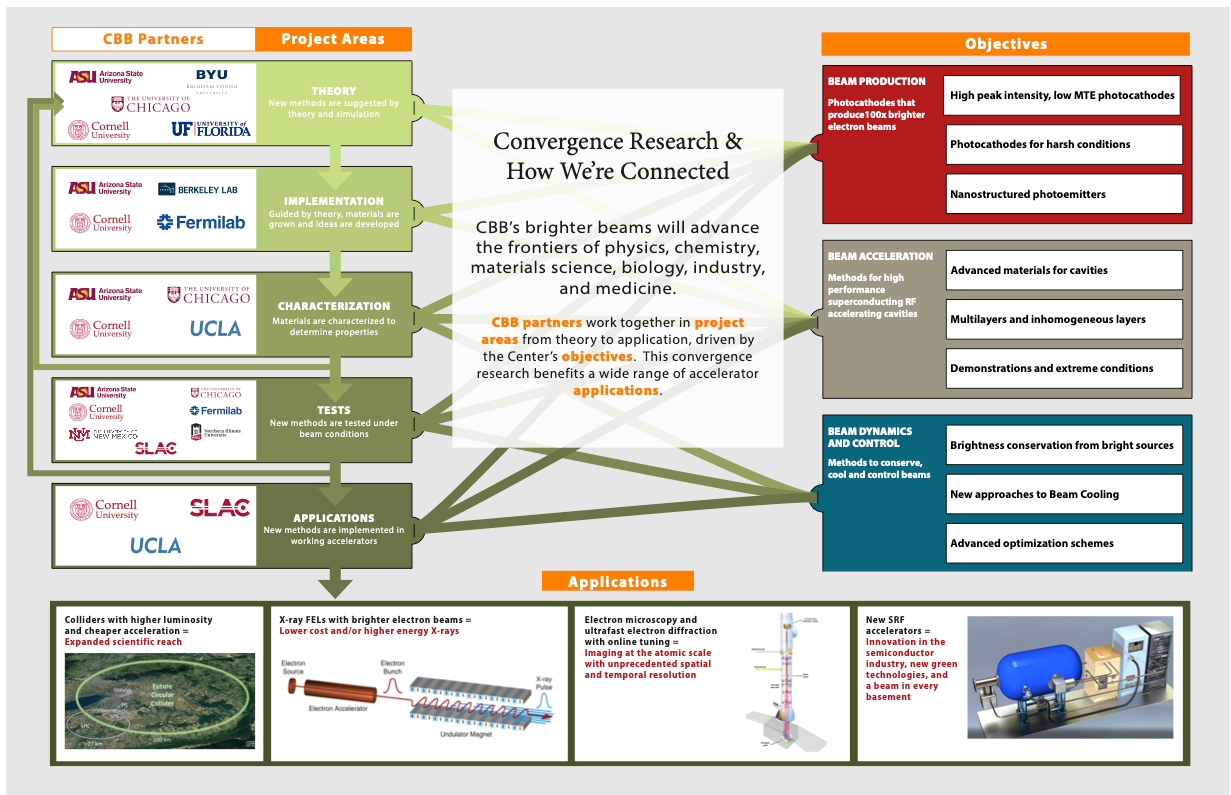 CBB Partners
Project Areas
Arizona State
University
BYU
BRIGHAM YOUNG
UNIVERSITY
THE UNIVERSITY OF
CHICAGO
Cornell
University
UF UNIVERSITY of
FLORIDA
THEORY
New methods are suggested by
theory and simulation
ASU Arizona State
University
BERKELEY LAB
Cornell
University
Fermilab
IMPLEMENTATION
Guided by theory, materials are
grown and ideas are developed
ASU Arizona State
University
THE UNIVERSITY OF
CHICAGO
Cornell
University
UCLA
CHARACTERIZATION
Materials are characterized to
determine properties
ASU Arizona State
University
THE UNIVERSITY OF
CHICAGO
Cornell
University
Fermilab
NEW MEXICO
Northern Illinois
University
SLAC
TESTS
New methods are tested under
beam conditions
Cornell
University
SLAC
UCLA
APPLICATIONS
New methods are implemented in
working accelerators
Convergence Research &
How We're Connected
CBB's brighter beams will advance
the frontiers of physics, chemistry,
materials science, biology, industry,
and medicine.
CBB partners work together in project
areas from theory to application, driven by
the Center's objectives. This convergence
research benefits a wide range of accelerator
applications.
Objectives
BEAM PRODUCTION
Photocathodes that
produce100x brighter
electron beams
High peak intensity, low MTE photocathodes
Photocathodes for harsh conditions
Nanostructured photoemitters
BEAM ACCELERATION
Methods for high
performance
superconducting RF
accelerating cavities
Advanced materials for cavities
Multilayers and inhomogeneous layers
Demonstrations and extreme conditions
BEAM DYNAMICS
AND CONTROL
Methods to conserve,
cool and control beams
Brightness conservation from bright sources
New approaches to Beam Cooling
Advanced optimization schemes
Applications
Colliders with higher luminosity
and cheaper acceleration =
Expanded scientific reach
Future
Circular
Collider
LHC
X-ray FELs with brighter electron beams =
Lower cost and/or higher energy X-rays
Electron
Source
Electron
Bunch
X-ray
Pulse
Electron Accelerator
Undulator Magnet
Electron microscopy and
ultrafast electron diffraction
with online tuning =
Imaging at the atomic scale
with unprecedented spatial
and temporal resolution
New SRF
accelerators =
Innovation in the
semiconductor
industry, new green
technologies, and
a beam in every
basement